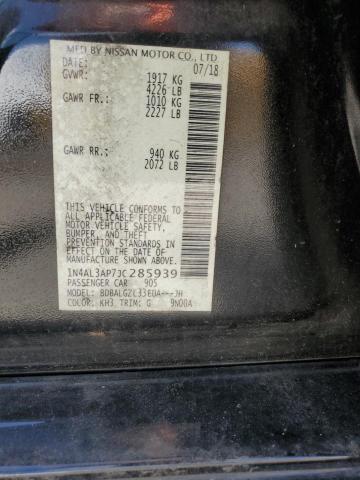 MFD BY NISSAN MOTOR CO., LTD
DATE: 07/18
GVWR: 1917 KG
4226 LB
GAWR FR: 1010 KG
2227 LB
GAWR RR: 940 KG
2072 LB
THIS VEHICLE CONFORMS TO ALL
APPLICABLE FEDERAL
MOTOR VEHICLE SAFETY,
BUMPER, AND THEFT
PREVENTION STANDARDS IN
EFFECT ON THE DATE OF
MANUFACTURE SHOWN ABOVE
1N4AL3AP7JC285939
PASSENGER CAR 905
MODEL:
COLOR: KH3 TRIM: G 9N00A